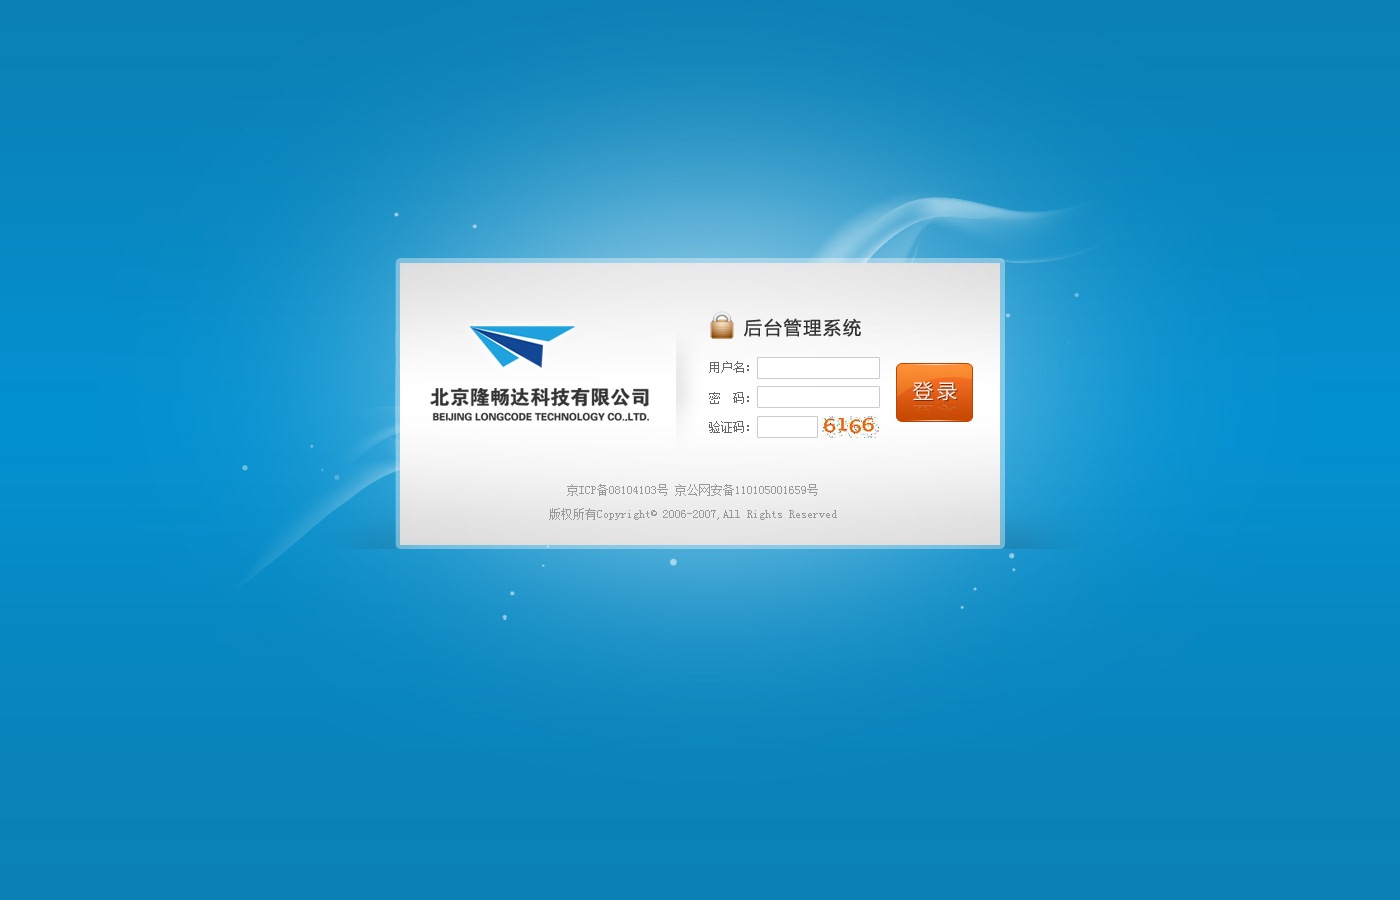 后台管理系统
北京隆畅达科技有限公司
BEIJING LONGCODE TECHNOLOGY CO.,LTD.
用户名:
密 码:
验证码: 6166
登录
京ICP备08104103号 京公网安备110105001659号
版权所有Copyright© 2006-2007,All Rights Reserved